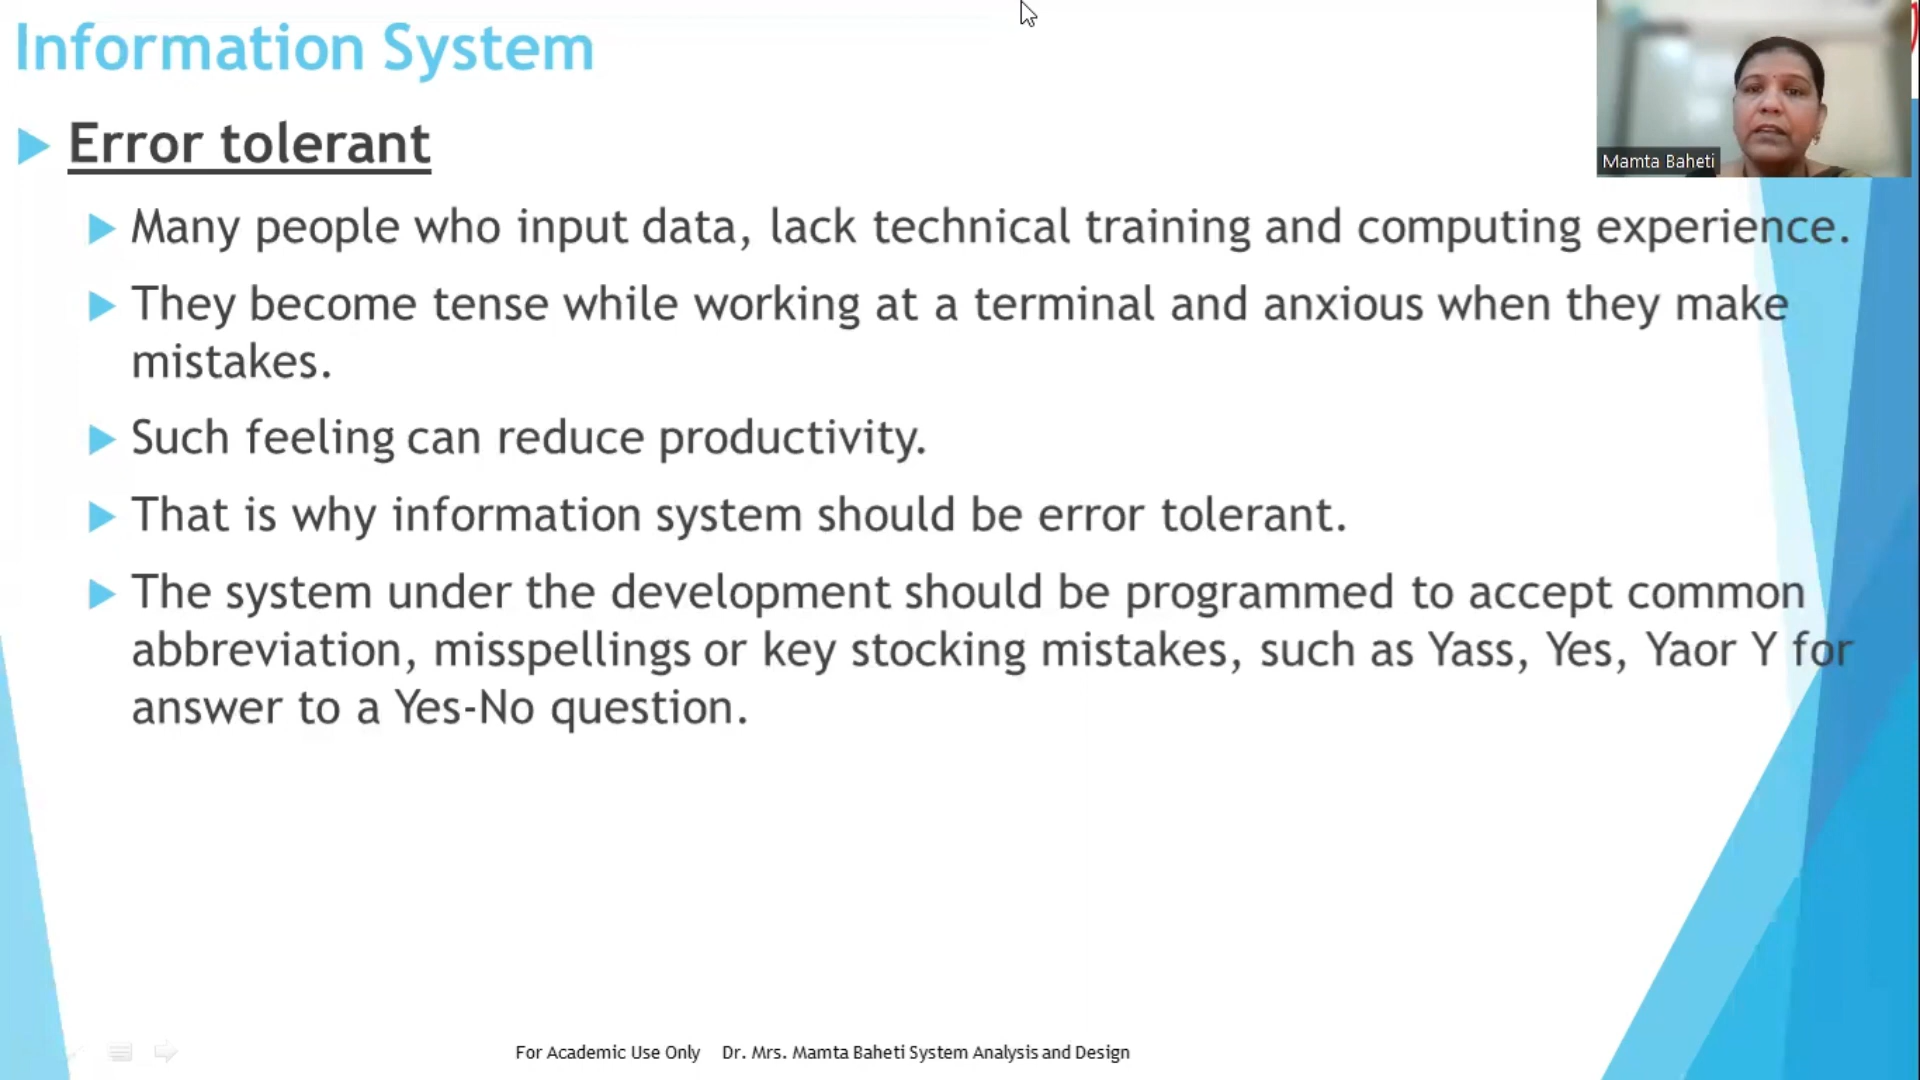 Information System
Error tolerant
Many people who input data, lack technical training and computing experience.
They become tense while working at a terminal and anxious when they make
mistakes.
Such feeling can reduce productivity.
That is why information system should be error tolerant.
The system under the development should be programmed to accept common
abbreviation, misspellings or key stocking mistakes, such as Yass, Yes, Yaor Y for
answer to a Yes-No question.
Mamta Baheti
For Academic Use Only Dr. Mrs. Mamta Baheti System Analysis and Design